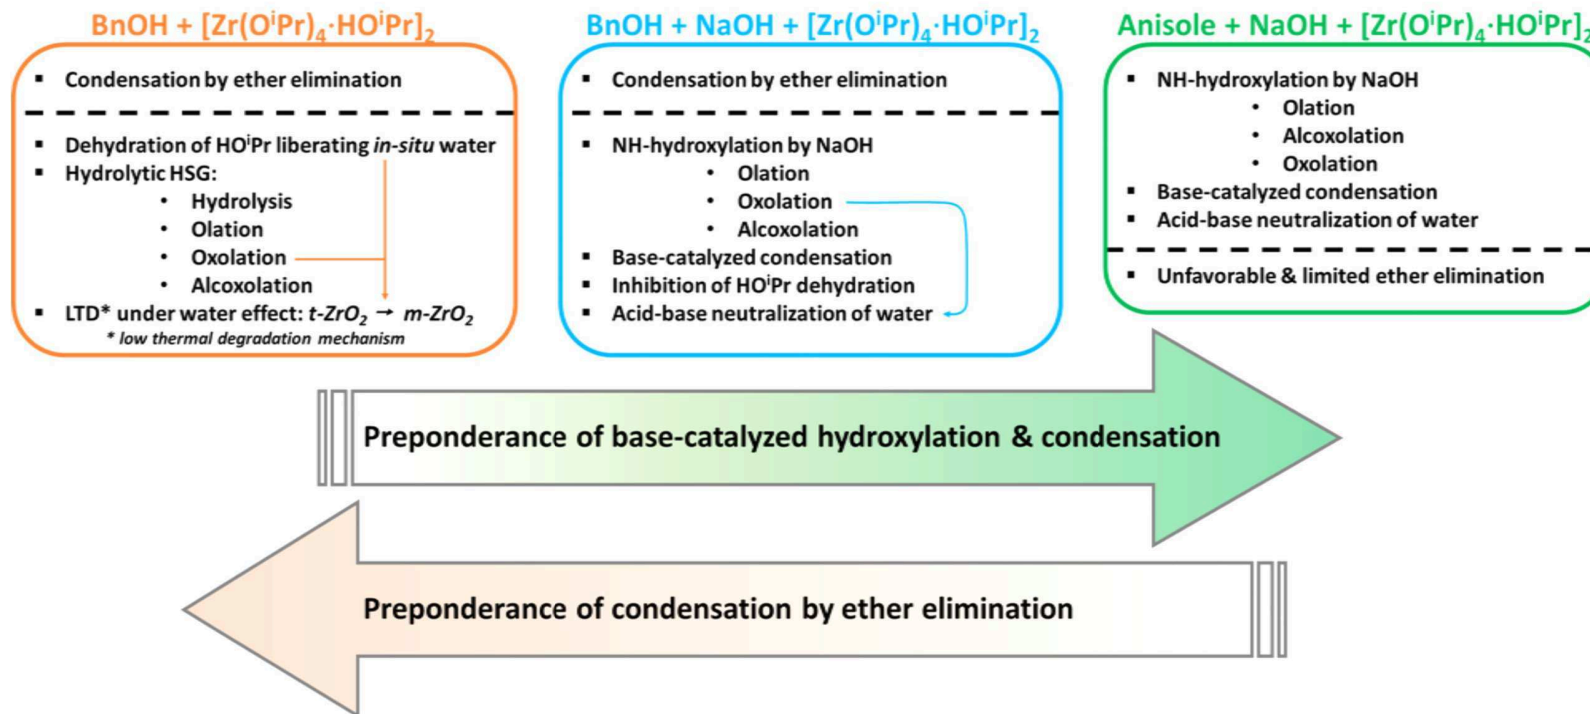 BnOH + [Zr(OⁱPr)₄·HOⁱPr]₂
▪ Condensation by ether elimination
▪ Dehydration of HOⁱPr liberating in-situ water
▪ Hydrolytic HSG:
• Hydrolysis
• Olation
• Oxolation
• Alcoxolation
▪ LTD* under water effect: t-ZrO₂ → m-ZrO₂
* low thermal degradation mechanism
BnOH + NaOH + [Zr(OⁱPr)₄·HOⁱPr]₂
▪ Condensation by ether elimination
▪ NH-hydroxylation by NaOH
• Olation
• Oxolation
• Alcoxolation
▪ Base-catalyzed condensation
▪ Inhibition of HOⁱPr dehydration
▪ Acid-base neutralization of water
Anisole + NaOH + [Zr(OⁱPr)₄·HOⁱPr]₂
▪ NH-hydroxylation by NaOH
• Olation
• Alcoxolation
• Oxolation
▪ Base-catalyzed condensation
▪ Acid-base neutralization of water
▪ Unfavorable & limited ether elimination
Preponderance of base-catalyzed hydroxylation & condensation
Preponderance of condensation by ether elimination